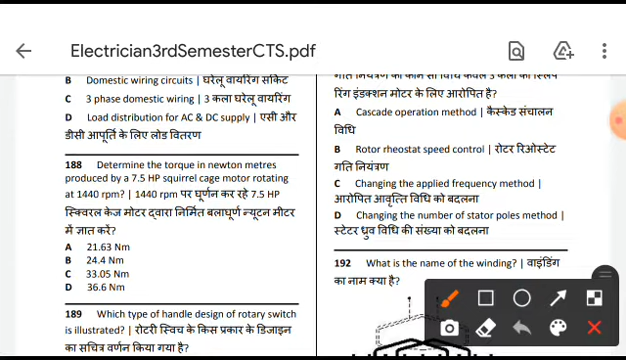 Electrician3rdSemesterCTS.pdf
B Domestic wiring circuits | घरेलू वायरिंग सर्किट
C 3 phase domestic wiring | 3 कला घरेलू वायरिंग
D Load distribution for AC & DC supply | एसी और
डीसी आपूर्ति के लिए लोड वितरण
188 Determine the torque in newton metres
produced by a 7.5 HP squirrel cage motor rotating
at 1440 rpm? | 1440 rpm पर घूर्णन कर रहे 7.5 HP
स्क्विरल केज मोटर द्वारा निर्मित बलाघूर्ण न्यूटन मीटर
में ज्ञात करें?
A 21.63 Nm
B 24.4 Nm
C 33.05 Nm
D 36.6 Nm
189 Which type of handle design of rotary switch
is illustrated? | रोटरी स्विच के किस प्रकार के डिजाइन
का सचित्र वर्णन किया गया है?
गति नियंत्रण की कौन सी विधि केवल 3 कला की स्लिप
रिंग इंडक्शन मोटर के लिए आरोपित है?
A Cascade operation method | कैस्केड संचालन
विधि
B Rotor rheostat speed control | रोटर रिओस्टेट
गति नियंत्रण
C Changing the applied frequency method |
आरोपित आवृत्ति विधि को बदलना
D Changing the number of stator poles method |
स्टेटर ध्रुव विधि की संख्या को बदलना
192 What is the name of the winding? | वाइंडिंग
का नाम क्या है?